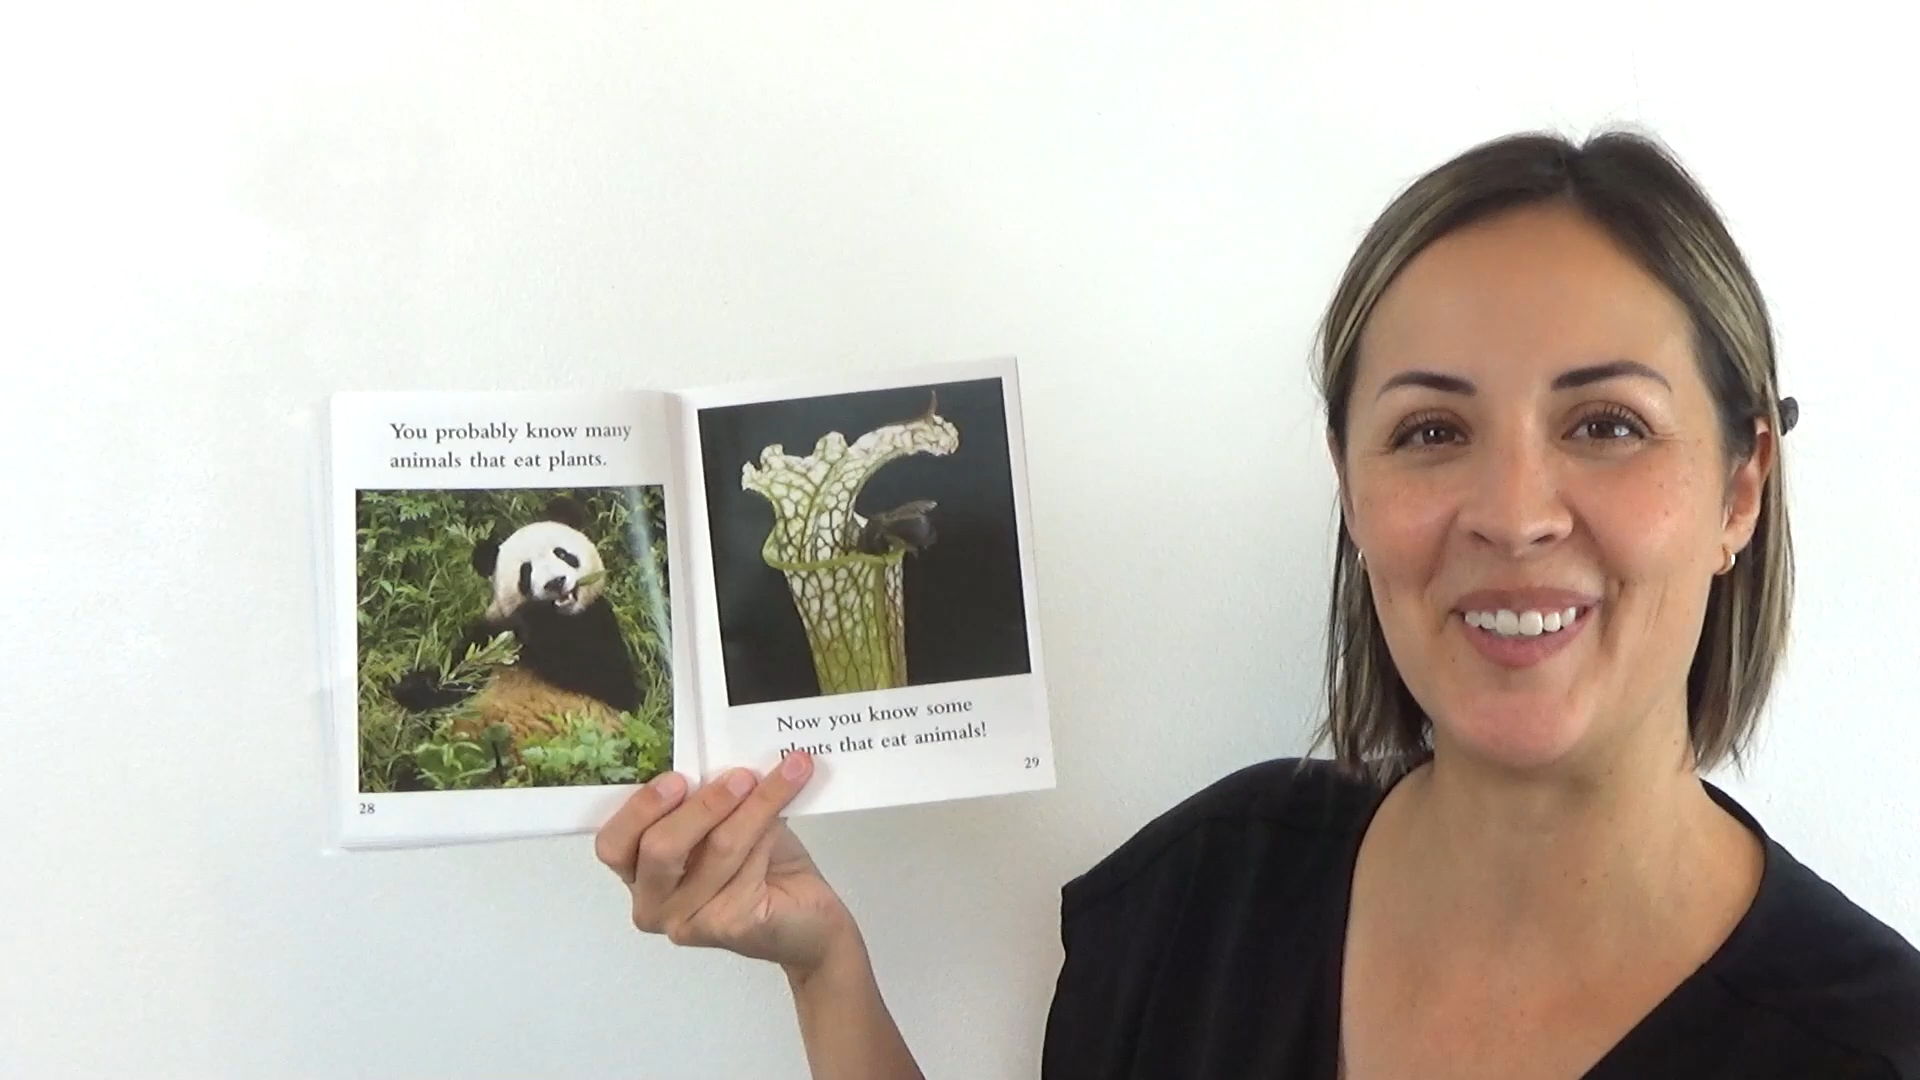 You probably know many
animals that eat plants.
28
Now you know some
plants that eat animals!
29